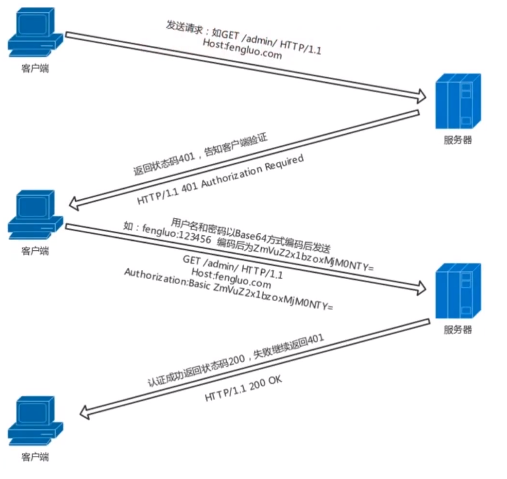 发送请求：如GET /admin/ HTTP/1.1
Host:fengluo.com
客户端
服务器
返回状态码401，告知客户端验证
HTTP/1.1 401 Authorization Required
客户端
用户名和密码以Base64方式编码后发送
如：fengluo:123456 编码后为ZmVuZ2x1bzoxMjM0NTY=
GET /admin/ HTTP/1.1
Host:fengluo.com
Authorization:Basic ZmVuZ2x1bzoxMjM0NTY=
服务器
认证成功返回状态码200，失败继续返回401
HTTP/1.1 200 OK
客户端